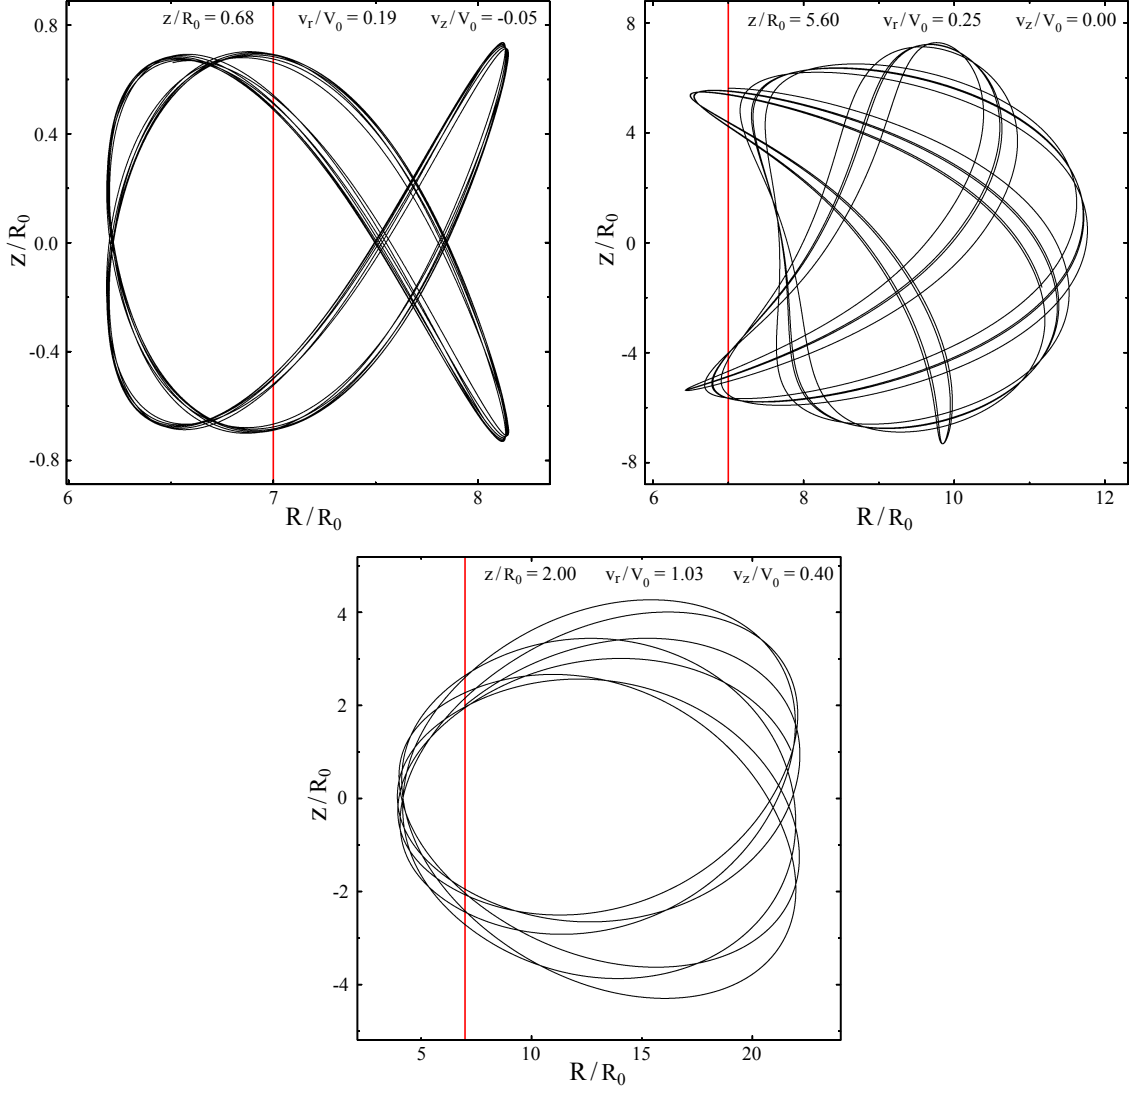 z/R₀ = 0.68 vᵣ/V₀ = 0.19 v_z/V₀ = -0.05
0.8
0.4
0.0
-0.4
-0.8
z/R₀
6 7 8
R/R₀
z/R₀ = 5.60 vᵣ/V₀ = 0.25 v_z/V₀ = 0.00
8
4
0
-4
-8
z/R₀
6 8 10 12
R/R₀
z/R₀ = 2.00 vᵣ/V₀ = 1.03 v_z/V₀ = 0.40
4
2
0
-2
-4
z/R₀
5 10 15 20
R/R₀